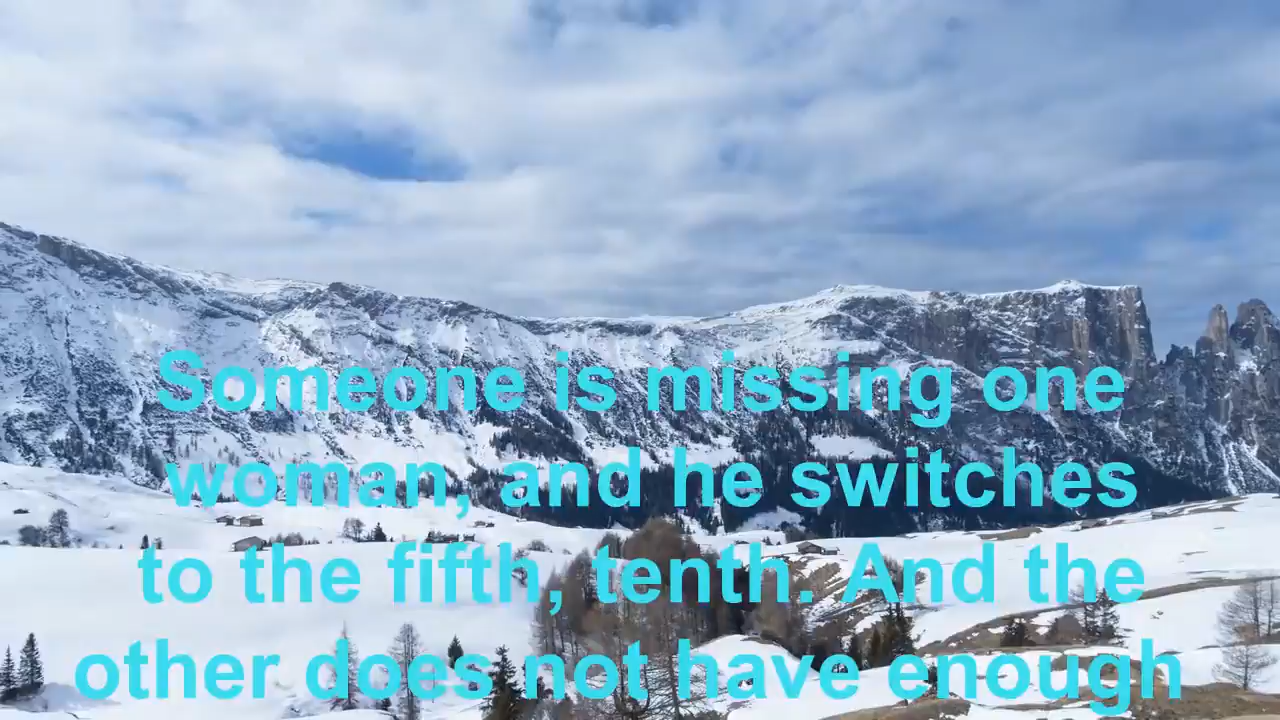 Someone is missing one
woman, and he switches
to the fifth, tenth. And the
other does not have enough